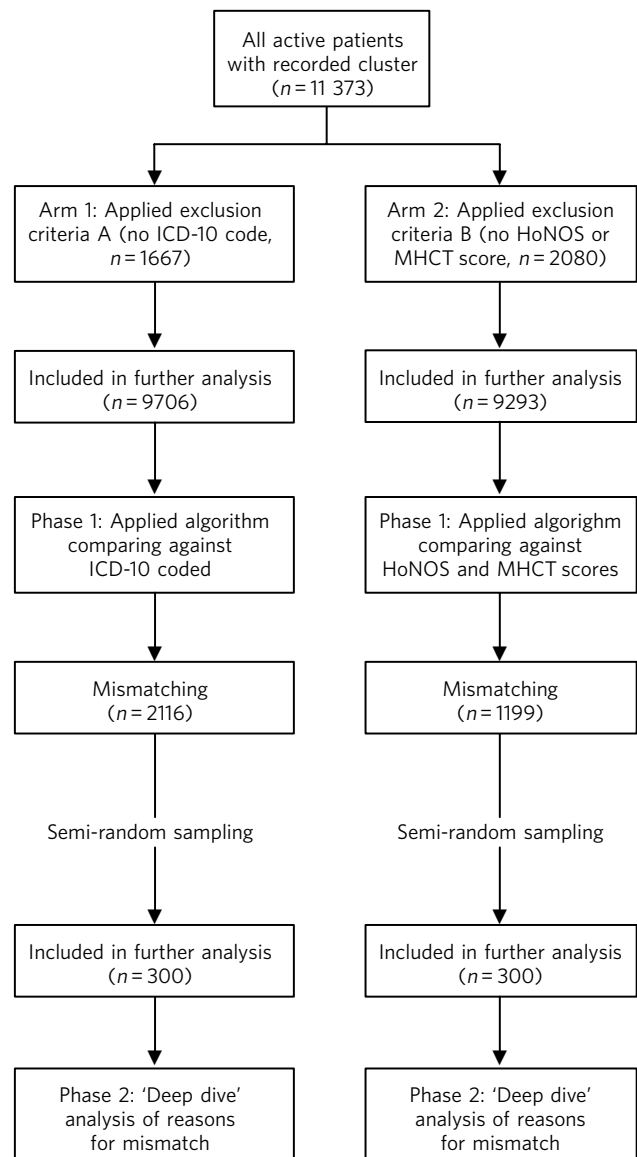 All active patients
with recorded cluster
(n = 11 373)
Arm 1: Applied exclusion
criteria A (no ICD-10 code,
n = 1667)
Arm 2: Applied exclusion
criteria B (no HoNOS or
MHCT score, n = 2080)
Included in further analysis
(n = 9706)
Included in further analysis
(n = 9293)
Phase 1: Applied algorithm
comparing against
ICD-10 coded
Phase 1: Applied algorighm
comparing against
HoNOS and MHCT scores
Mismatching
(n = 2116)
Mismatching
(n = 1199)
Semi-random sampling
Semi-random sampling
Included in further analysis
(n = 300)
Included in further analysis
(n = 300)
Phase 2: ‘Deep dive’
analysis of reasons
for mismatch
Phase 2: ‘Deep dive’
analysis of reasons
for mismatch